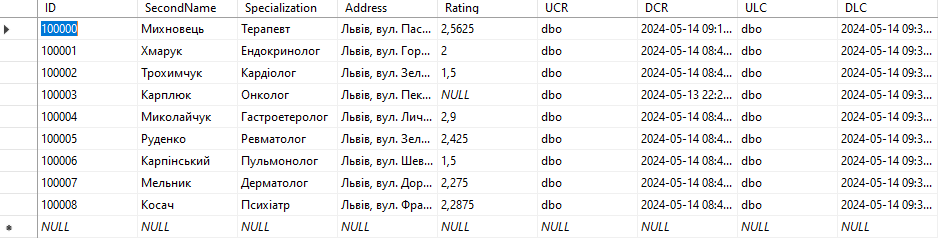 ID SecondName Specialization Address Rating UCR DCR ULC DLC
100000 Михновець Терапевт Львів, вул. Пас... 2,5625 dbo 2024-05-14 09:1... dbo 2024-05-14 09:3...
100001 Хмарук Ендокринолог Львів, вул. Гор... 2 dbo 2024-05-14 08:4... dbo 2024-05-14 09:3...
100002 Трохимчук Кардіолог Львів, вул. Зел... 1,5 dbo 2024-05-14 08:4... dbo 2024-05-14 09:3...
100003 Карплюк Онколог Львів, вул. Пек... NULL dbo 2024-05-13 22:2... dbo 2024-05-14 09:3...
100004 Миколайчук Гастроетеролог Львів, вул. Лич... 2,9 dbo 2024-05-14 08:4... dbo 2024-05-14 09:3...
100005 Руденко Ревматолог Львів, вул. Зел... 2,425 dbo 2024-05-14 08:4... dbo 2024-05-14 09:3...
100006 Карпінський Пульмонолог Львів, вул. Шев... 1,5 dbo 2024-05-14 08:4... dbo 2024-05-14 09:3...
100007 Мельник Дерматолог Львів, вул. Дор... 2,275 dbo 2024-05-14 08:4... dbo 2024-05-14 09:3...
100008 Косач Психіатр Львів, вул. Фра... 2,2875 dbo 2024-05-14 08:4... dbo 2024-05-14 09:3...
NULL NULL NULL NULL NULL NULL NULL NULL NULL